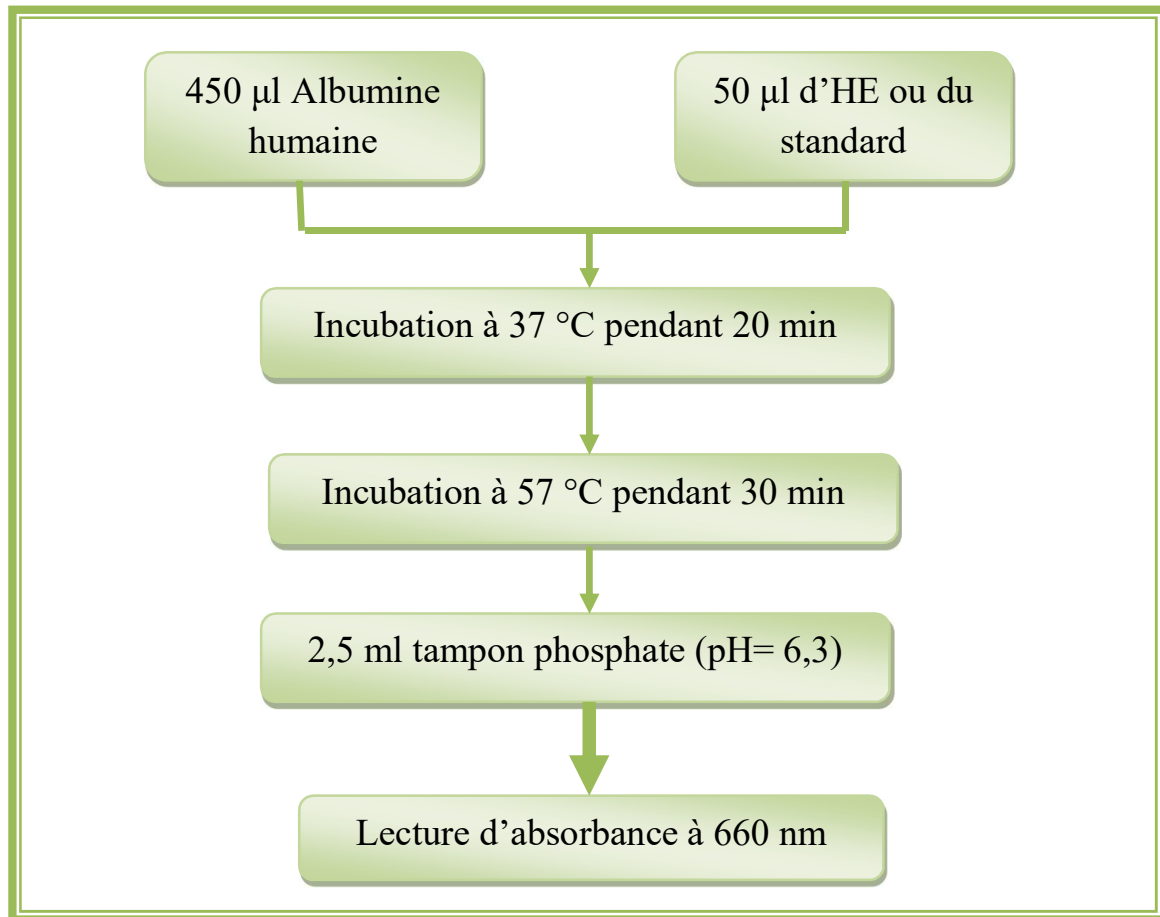 450 μl Albumine
humaine
50 μl d’HE ou du
standard
Incubation à 37 °C pendant 20 min
Incubation à 57 °C pendant 30 min
2,5 ml tampon phosphate (pH= 6,3)
Lecture d’absorbance à 660 nm